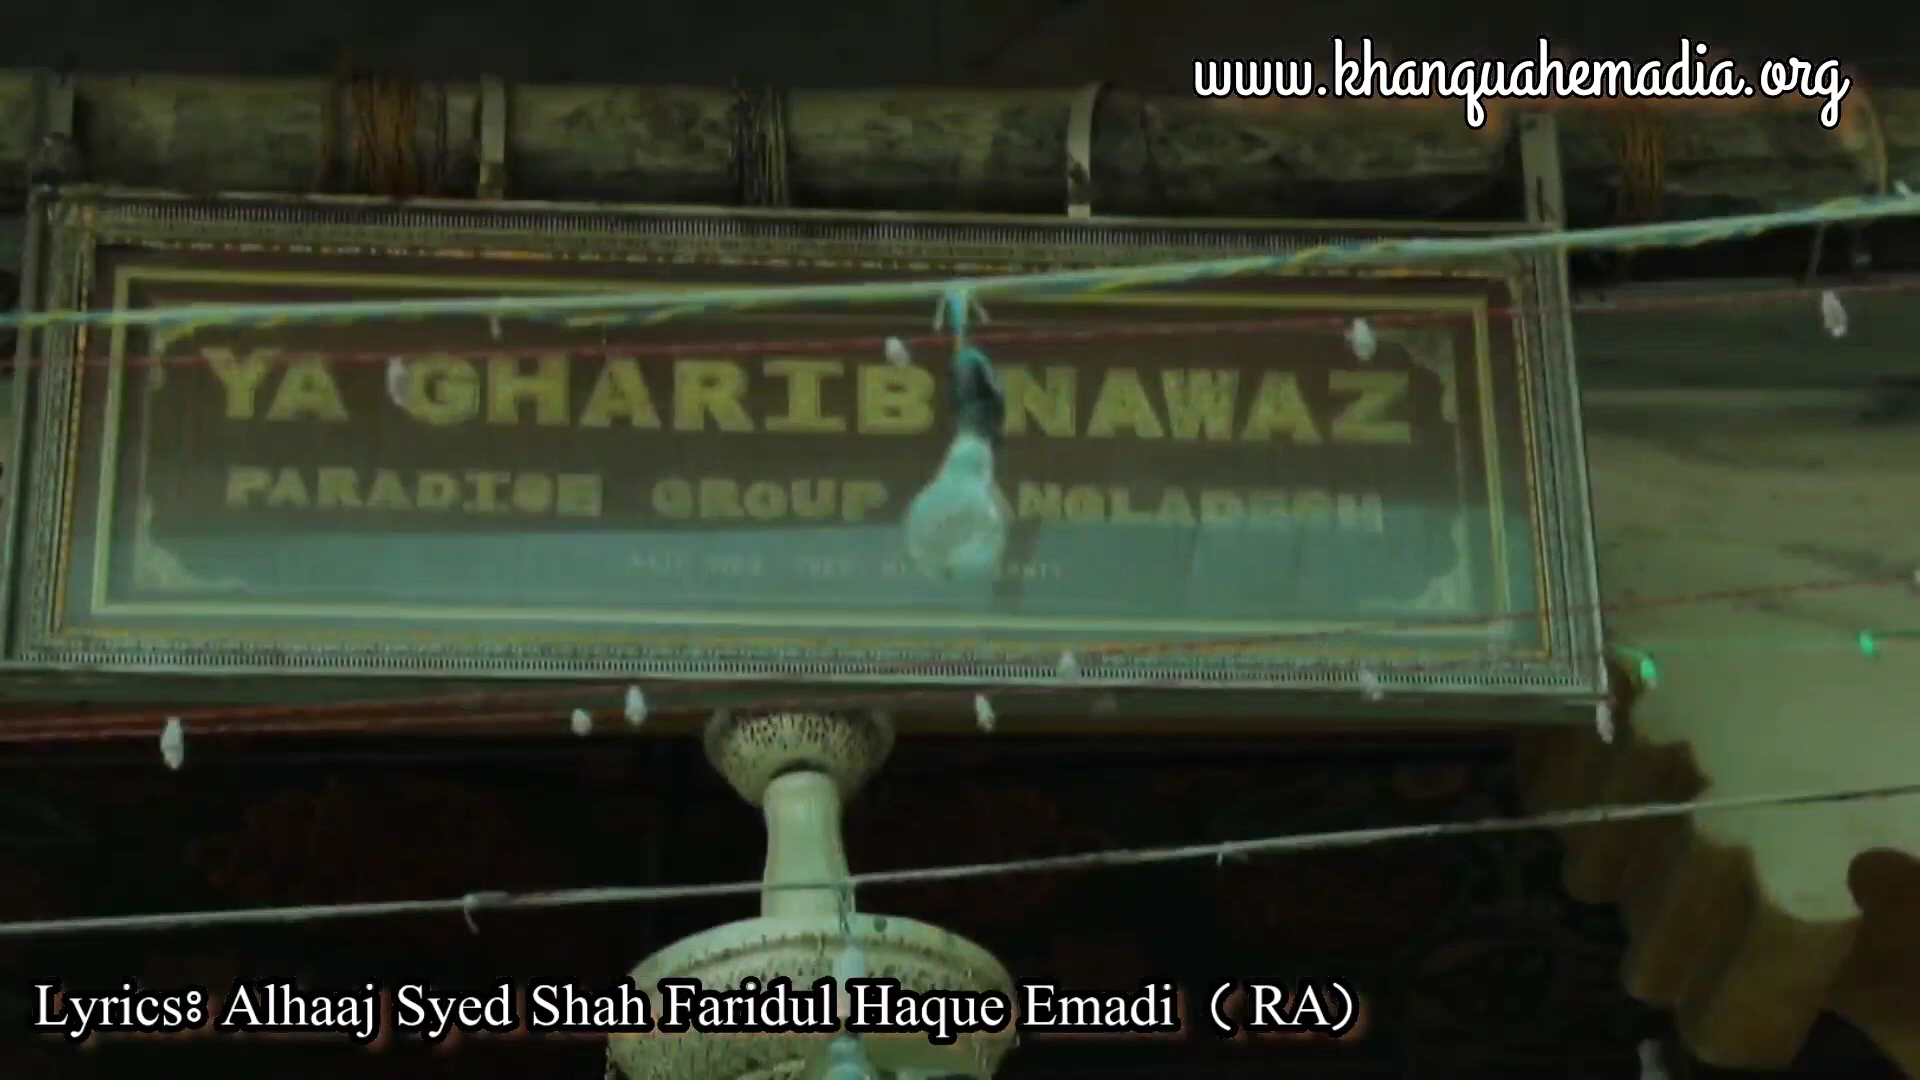 www.khanquahemadia.org
YA GHARIB NAWAZ
PARADISE GROUP
Lyrics: Alhaaj Syed Shah Faridul Haque Emadi ( RA)